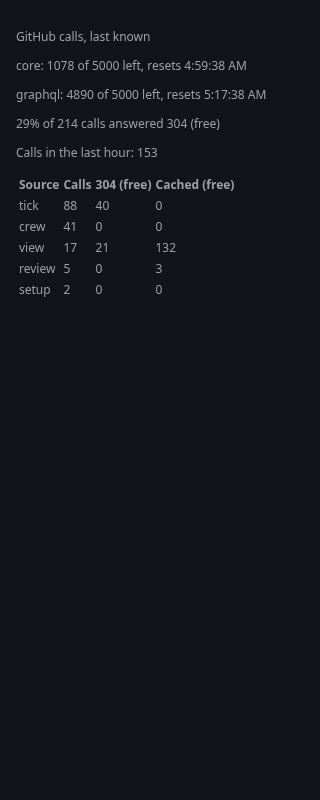 GitHub calls, last known
core: 1078 of 5000 left, resets 4:59:38 AM
graphql: 4890 of 5000 left, resets 5:17:38 AM
29% of 214 calls answered 304 (free)
Calls in the last hour: 153
Source Calls 304 (free) Cached (free)
tick 88 40 0
crew 41 0 0
view 17 21 132
review 5 0 3
setup 2 0 0